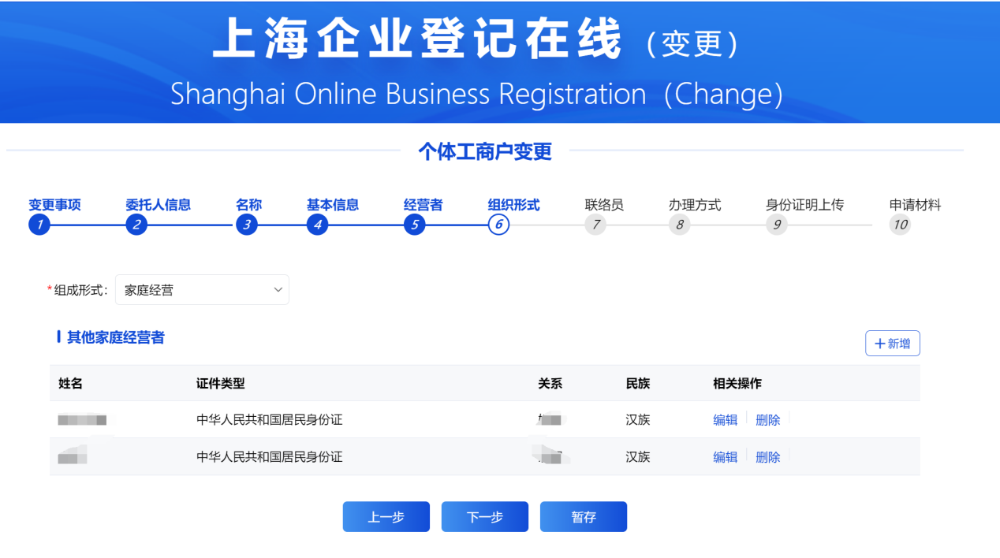 上海企业登记在线（变更）
Shanghai Online Business Registration（Change）
个体工商户变更
变更事项 委托人信息 名称 基本信息 经营者 组织形式 联络员 办理方式 身份证明上传 申请材料
1 2 3 4 5 6 7 8 9 10
*组成形式： 家庭经营
其他家庭经营者
＋新增
姓名 证件类型 关系 民族 相关操作
中华人民共和国居民身份证 汉族 编辑 删除
中华人民共和国居民身份证 汉族 编辑 删除
上一步 下一步 暂存